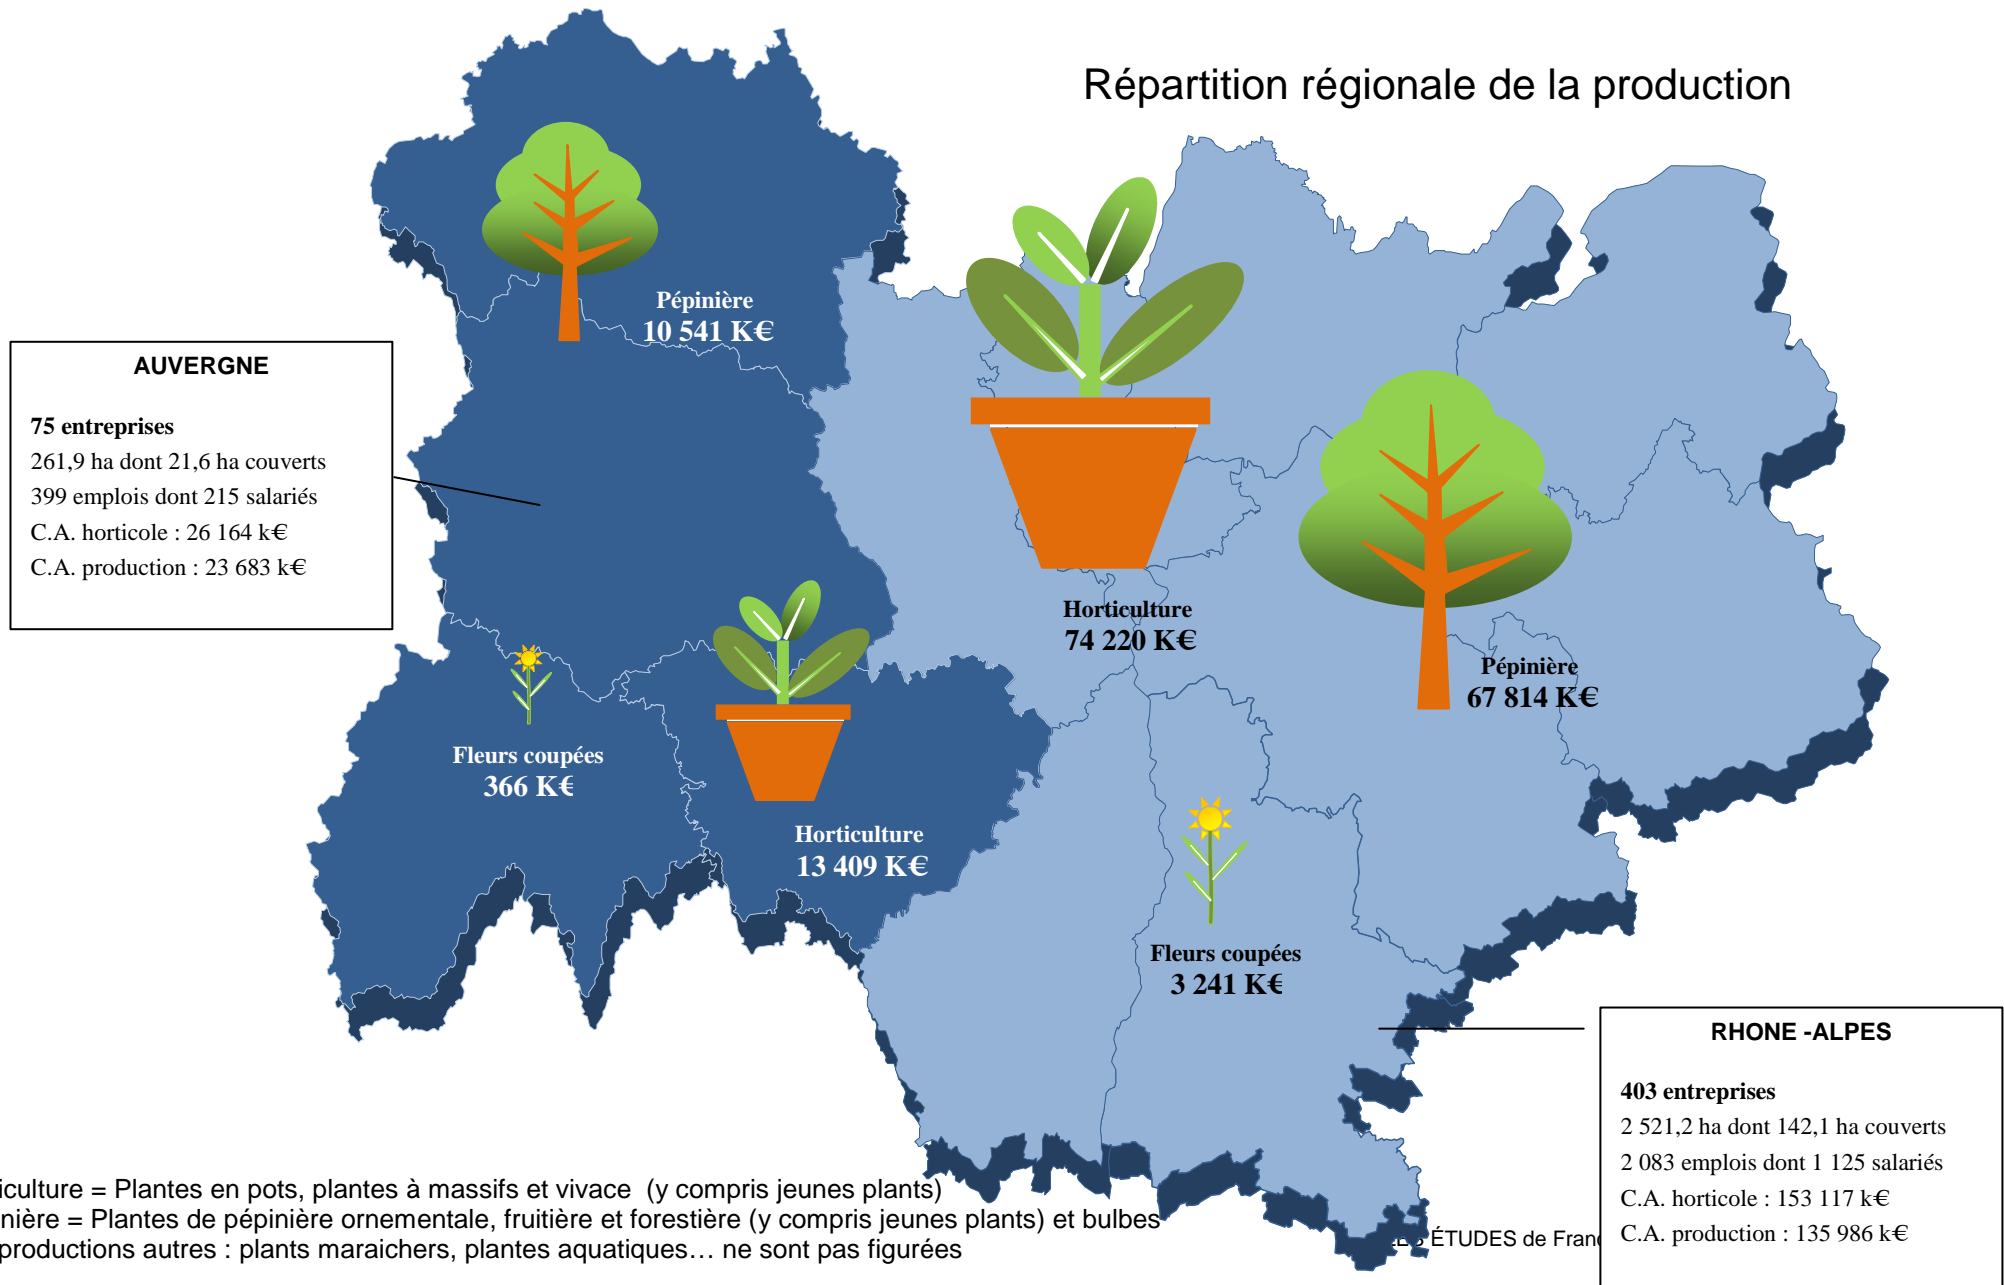 Répartition régionale de la production
Pépinière
10 541 K€
AUVERGNE
75 entreprises
261,9 ha dont 21,6 ha couverts
399 emplois dont 215 salariés
C.A. horticole : 26 164 k€
C.A. production : 23 683 k€
Horticulture
74 220 K€
Pépinière
67 814 K€
Fleurs coupées
366 K€
Horticulture
13 409 K€
Fleurs coupées
3 241 K€
RHONE -ALPES
403 entreprises
2 521,2 ha dont 142,1 ha couverts
2 083 emplois dont 1 125 salariés
C.A. horticole : 153 117 k€
C.A. production : 135 986 k€
iculture = Plantes en pots, plantes à massifs et vivace (y compris jeunes plants)
nière = Plantes de pépinière ornementale, fruitière et forestière (y compris jeunes plants) et bulbes
productions autres : plants maraichers, plantes aquatiques… ne sont pas figurées
ÉTUDES de Franc